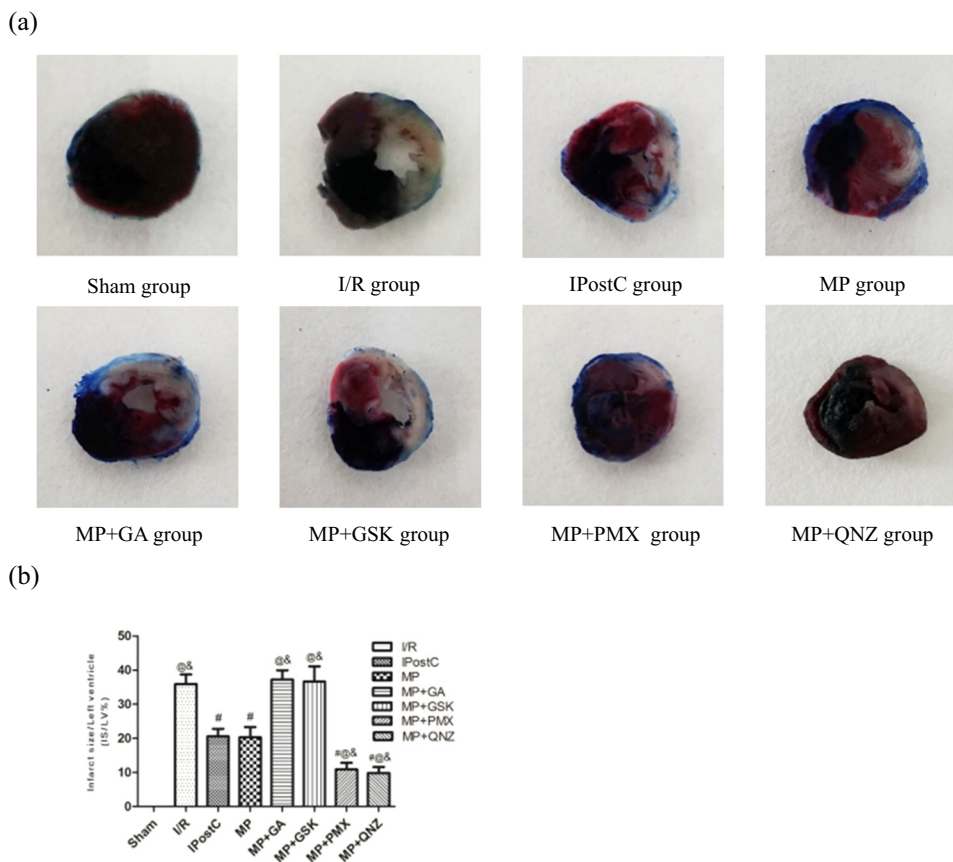 (a)
Sham group
I/R group
IPostC group
MP group
MP+GA group
MP+GSK group
MP+PMX group
MP+QNZ group
(b)
Infarct size/Left ventricle
(IS/LV%)
50
40
30
20
10
0
@&
#
#
@&
@&
#@&
#@&
I/R
IPostC
MP
MP+GA
MP+GSK
MP+PMX
MP+QNZ
Sham
I/R
IPostC
MP
MP+GA
MP+GSK
MP+PMX
MP+QNZ